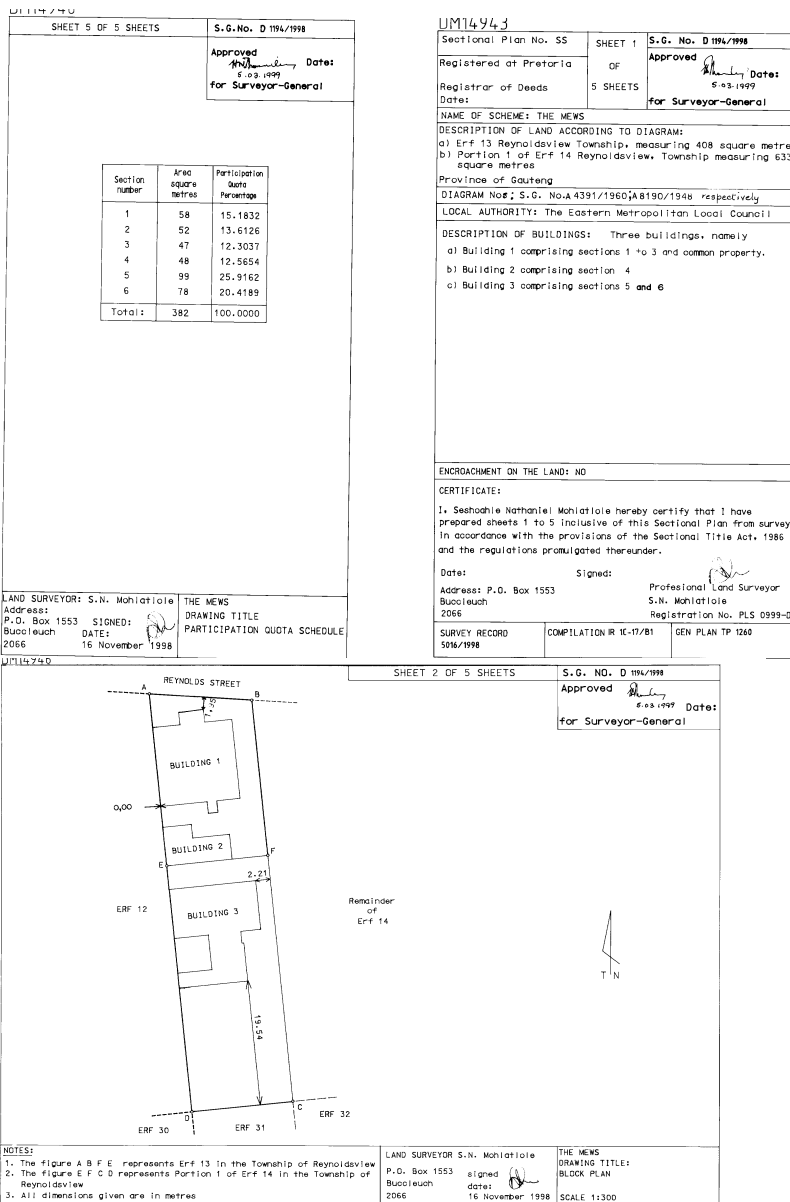 SHEET 5 OF 5 SHEETS
S.G. No. D 1194/1998
Approved
Date:
5.03.1999
for Surveyor-General
Section number
Area square metres
Participation Quota Percentage
1 58 15.1832
2 52 13.6126
3 47 12.3037
4 48 12.5654
5 99 25.9162
6 78 20.4189
Total: 382 100.0000
LAND SURVEYOR: S.N. Mohlatlole
Address:
P.O. Box 1553 SIGNED:
Buccleuch DATE:
2066 16 November 1998
THE MEWS
DRAWING TITLE
PARTICIPATION QUOTA SCHEDULE
UM14943
Sectional Plan No. SS
Registered at Pretoria
Registrar of Deeds
Date:
SHEET 1
OF
5 SHEETS
S.G. No. D 1194/1998
Approved
Date:
5.03.1999
for Surveyor-General
NAME OF SCHEME: THE MEWS
DESCRIPTION OF LAND ACCORDING TO DIAGRAM:
a) Erf 13 Reynoldsview Township, measuring 408 square metre
b) Portion 1 of Erf 14 Reynoldsview, Township measuring 633
square metres
Province of Gauteng
DIAGRAM Nos; S.G. No.A 4391/1960;A8190/1948 respectively
LOCAL AUTHORITY: The Eastern Metropolitan Local Council
DESCRIPTION OF BUILDINGS: Three buildings, namely
a) Building 1 comprising sections 1 to 3 and common property.
b) Building 2 comprising section 4
c) Building 3 comprising sections 5 and 6
ENCROACHMENT ON THE LAND: NO
CERTIFICATE:
I, Seshoahle Nathaniel Mohlatlole hereby certify that I have
prepared sheets 1 to 5 inclusive of this Sectional Plan from survey
in accordance with the provisions of the Sectional Title Act, 1986
and the regulations promulgated thereunder.
Date: Signed:
Address: P.O. Box 1553
Buccleuch
2066
Profesional Land Surveyor
S.N. Mohlatlole
Registration No. PLS 0999-D
SURVEY RECORD
5016/1998
COMPILATION IR 1C-17/B1
GEN PLAN TP 1260
SHEET 2 OF 5 SHEETS
S.G. NO. D 1194/1998
Approved
5.03.1999 Date:
for Surveyor-General
REYNOLDS STREET
A
B
1.35
BUILDING 1
0,00
BUILDING 2
E
F
2.21
ERF 12
BUILDING 3
Remainder
of
Erf 14
T N
19.54
D
C
ERF 30
ERF 31
ERF 32
NOTES:
1. The figure A B F E represents Erf 13 in the Township of Reynoldsview
2. The figure E F C D represents Portion 1 of Erf 14 in the Township of
Reynoldsview
3. All dimensions given are in metres
LAND SURVEYOR S.N. Mohlatlole
P.O. Box 1553 signed
Buccleuch date:
2066 16 November 1998
THE MEWS
DRAWING TITLE:
BLOCK PLAN
SCALE 1:300